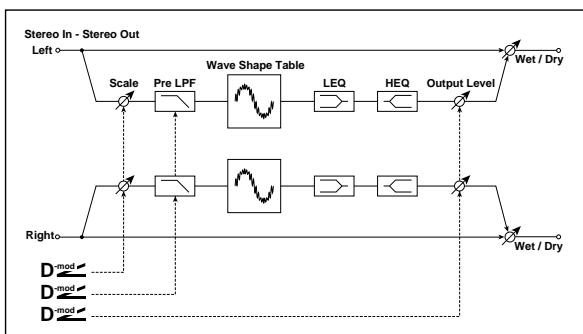 Stereo In - Stereo Out
Left
Wet / Dry
Wave Shape Table
Scale
Pre LPF
LEQ
HEQ
Output Level
Right
Wet / Dry
D-mod
D-mod
D-mod